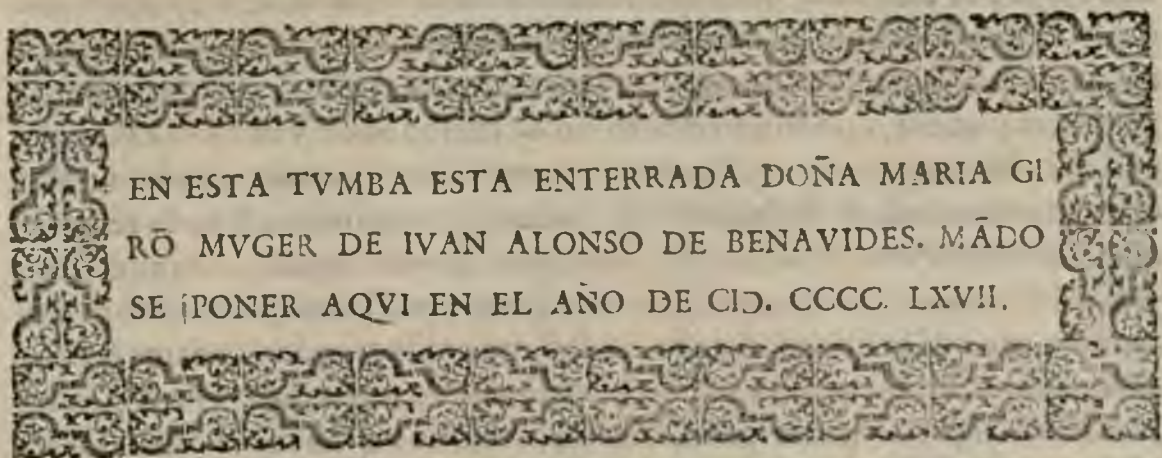 EN ESTA TVMBA ESTA ENTERRADA DOÑA MARIA GI
RŌ MVGER DE IVAN ALONSO DE BENAVIDES. MĀDO
SE PONER AQVI EN EL AÑO DE CIↃ. CCCC. LXVII.